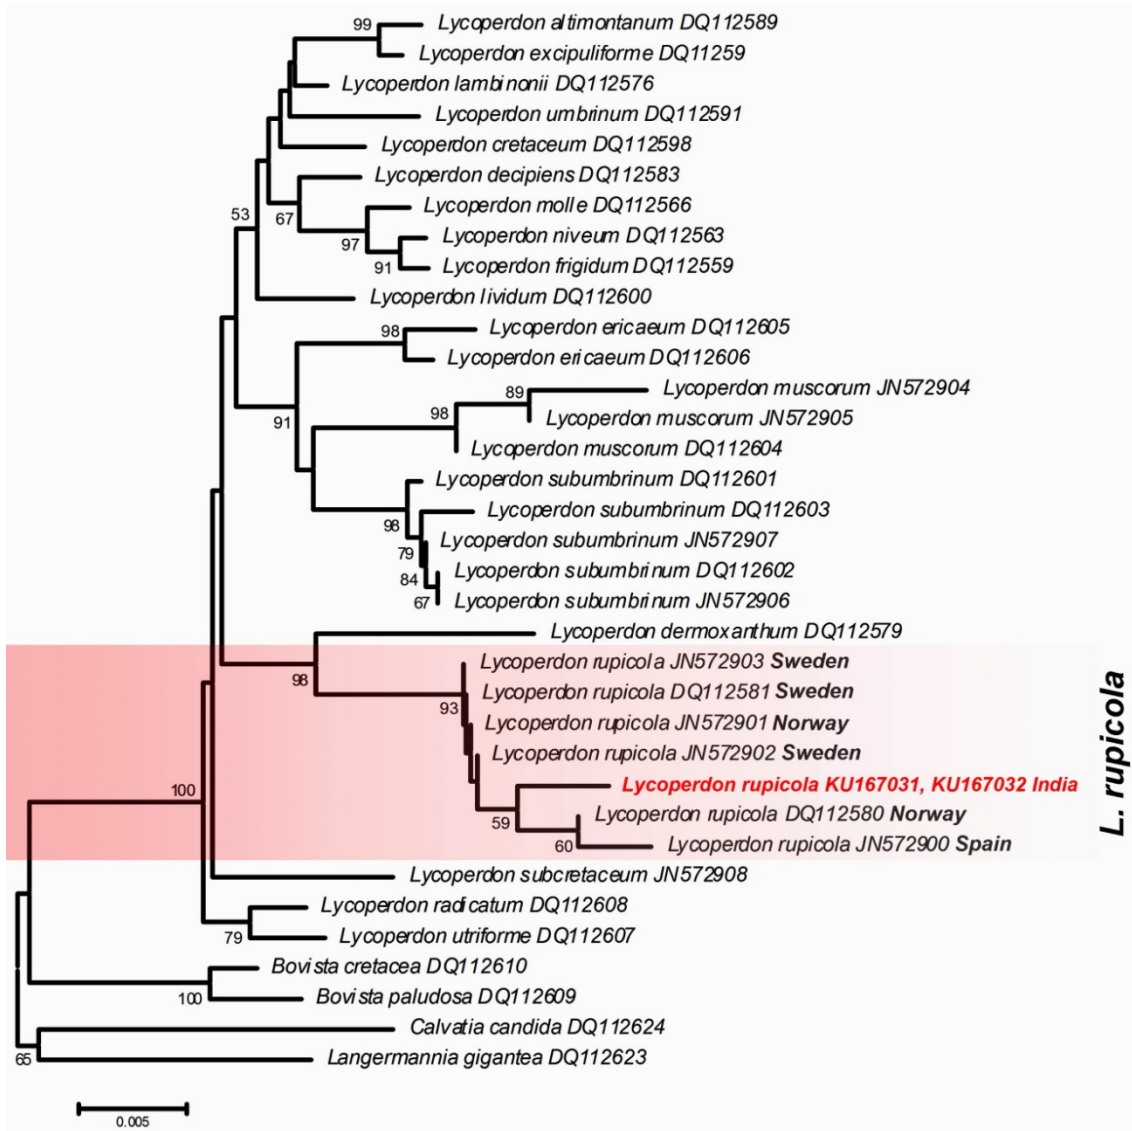 99
Lycoperdon altimontanum DQ112589
Lycoperdon excipuliforme DQ11259
Lycoperdon lambinonii DQ112576
Lycoperdon umbrinum DQ112591
Lycoperdon cretaceum DQ112598
Lycoperdon decipiens DQ112583
Lycoperdon molle DQ112566
53
67
Lycoperdon niveum DQ112563
97
Lycoperdon frigidum DQ112559
91
Lycoperdon lividum DQ112600
Lycoperdon ericaeum DQ112605
98
Lycoperdon ericaeum DQ112606
Lycoperdon muscorum JN572904
89
Lycoperdon muscorum JN572905
98
91
Lycoperdon muscorum DQ112604
Lycoperdon subumbrinum DQ112601
Lycoperdon subumbrinum DQ112603
98
Lycoperdon subumbrinum JN572907
79
Lycoperdon subumbrinum DQ112602
84
Lycoperdon subumbrinum JN572906
67
Lycoperdon dermoxanthum DQ112579
Lycoperdon rupicola JN572903 Sweden
98
Lycoperdon rupicola DQ112581 Sweden
93
Lycoperdon rupicola JN572901 Norway
Lycoperdon rupicola JN572902 Sweden
Lycoperdon rupicola KU167031, KU167032 India
100
Lycoperdon rupicola DQ112580 Norway
59
Lycoperdon rupicola JN572900 Spain
60
L. rupicola
Lycoperdon subcretaceum JN572908
Lycoperdon radicatum DQ112608
Lycoperdon utriforme DQ112607
79
Bovista cretacea DQ112610
Bovista paludosa DQ112609
100
Calvatia candida DQ112624
Langermannia gigantea DQ112623
65
0.005